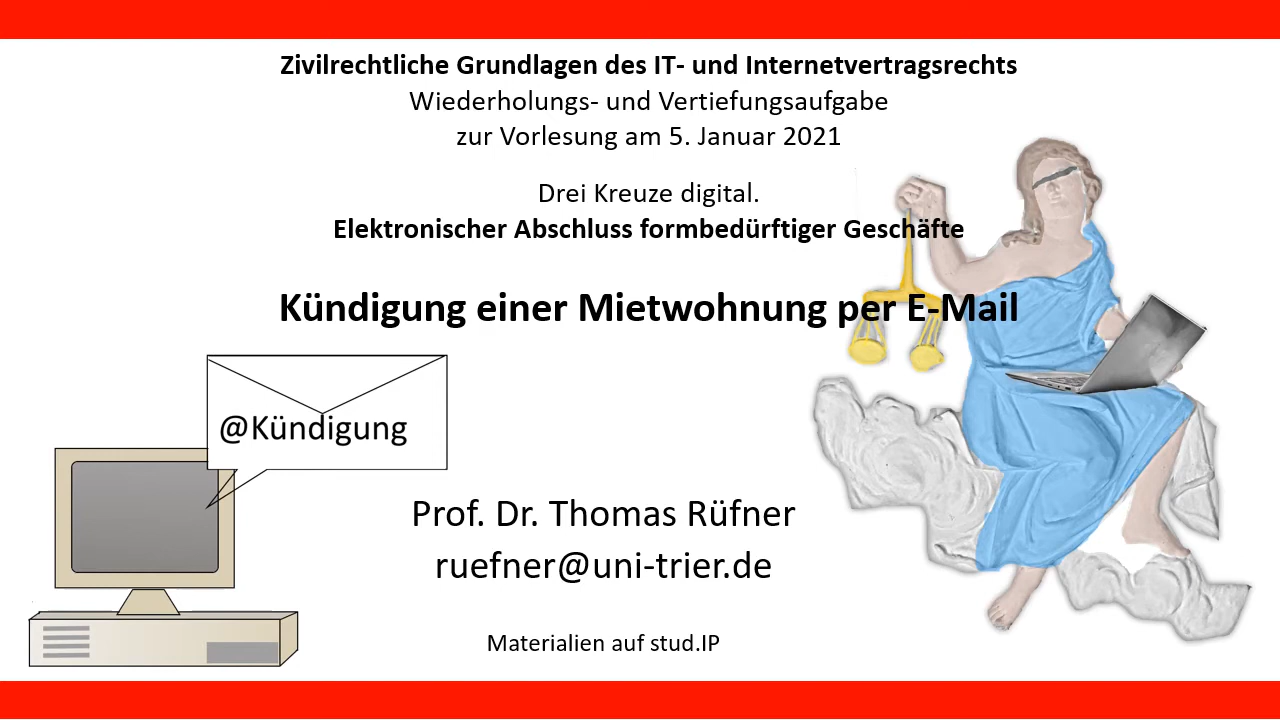 Zivilrechtliche Grundlagen des IT- und Internetvertragsrechts
Wiederholungs- und Vertiefungsaufgabe
zur Vorlesung am 5. Januar 2021
Drei Kreuze digital.
Elektronischer Abschluss formbedürftiger Geschäfte
Kündigung einer Mietwohnung per E-Mail
@Kündigung
Prof. Dr. Thomas Rüfner
ruefner@uni-trier.de
Materialien auf stud.IP